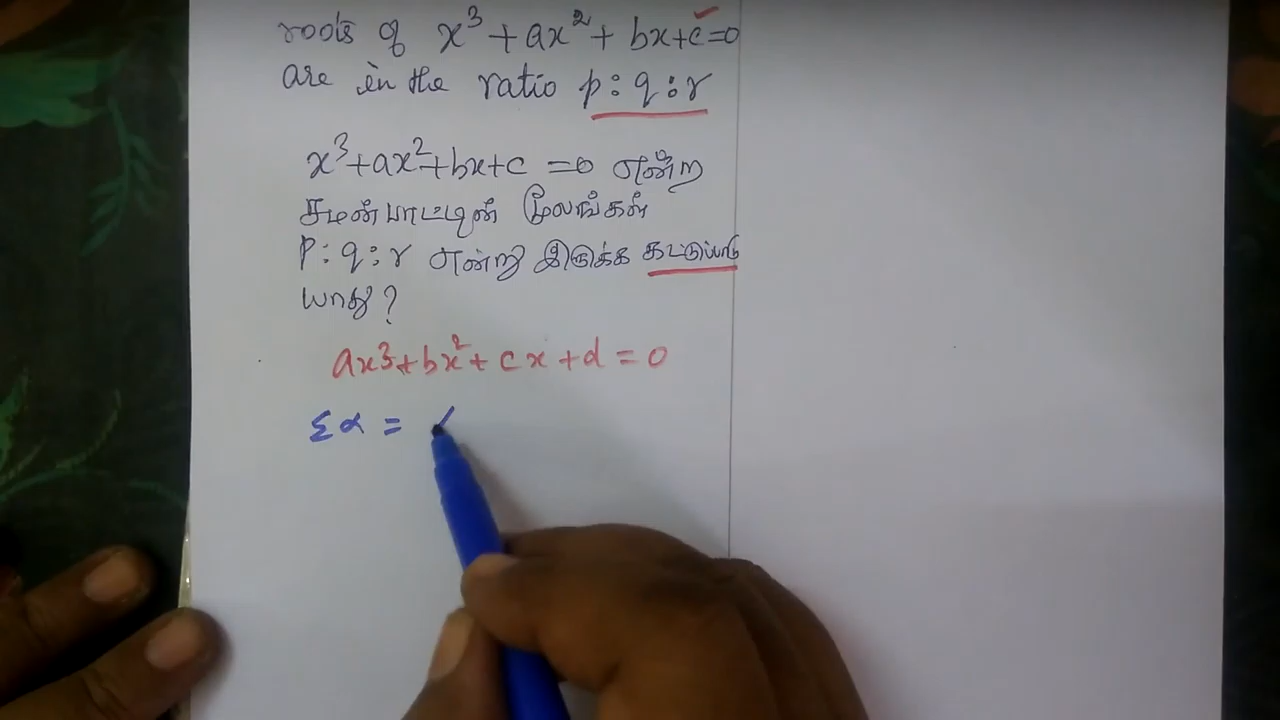 roots of x³ + ax² + bx + c = 0
are in the ratio p : q : r
x³ + ax² + bx + c = 0 என்ற
சமன்பாட்டின் மூலங்கள்
p : q : r என்று இருக்க கட்டுப்பாடு
யாது ?
ax³ + bx² + cx + d = 0
Σα =